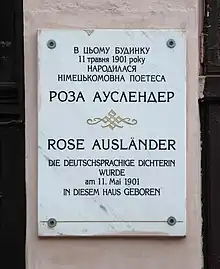 В ЦЬОМУ БУДИНКУ
11 травня 1901 року
НАРОДИЛАСЯ
НІМЕЦЬКОМОВНА ПОЕТЕСА
РОЗА АУСЛЕНДЕР
ROSE AUSLÄNDER
DIE DEUTSCHSPRACHIGE DICHTERIN
WURDE
am 11. Mai 1901
IN DIESEM HAUS GEBOREN